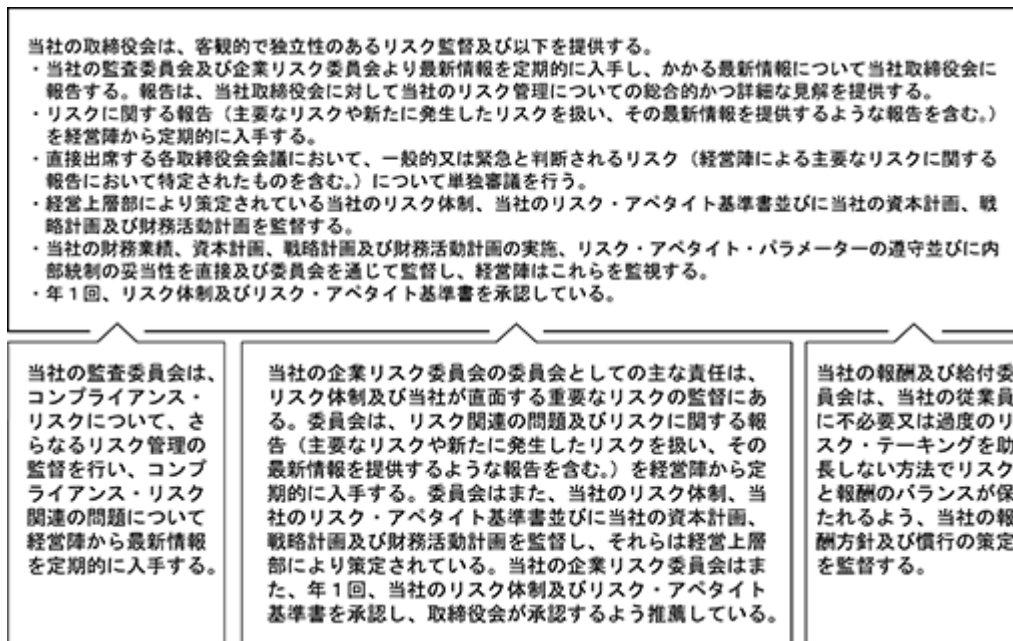 当社の取締役会は、客観的で独立性のあるリスク監督及び以下を提供する。
・当社の監査委員会及び企業リスク委員会より最新情報を定期的に入手し、かかる最新情報について当社取締役会に
報告する。報告は、当社取締役会に対して当社のリスク管理についての総合的かつ詳細な見解を提供する。
・リスクに関する報告（主要なリスクや新たに発生したリスクを扱い、その最新情報を提供するような報告を含む。）
を経営陣から定期的に入手する。
・直接出席する各取締役会会議において、一般的又は緊急と判断されるリスク（経営陣による主要なリスクに関する
報告において特定されたものを含む。）について単独審議を行う。
・経営上層部により策定されている当社のリスク体制、当社のリスク・アペタイト基準書並びに当社の資本計画、戦
略計画及び財務活動計画を監督する。
・当社の財務業績、資本計画、戦略計画及び財務活動計画の実施、リスク・アペタイト・パラメーターの遵守並びに内
部統制の妥当性を直接及び委員会を通じて監督し、経営陣はこれらを監視する。
・年１回、リスク体制及びリスク・アペタイト基準書を承認している。
当社の監査委員会は、
コンプライアンス・
リスクについて、さ
らなるリスク管理の
監督を行い、コンプ
ライアンス・リスク
関連の問題について
経営陣から最新情報
を定期的に入手する。
当社の企業リスク委員会の委員会としての主な責任は、
リスク体制及び当社が直面する重要なリスクの監督にあ
る。委員会は、リスク関連の問題及びリスクに関する報
告（主要なリスクや新たに発生したリスクを扱い、その
最新情報を提供するような報告を含む。）を経営陣から定
期的に入手する。委員会はまた、当社のリスク体制、当
社のリスク・アペタイト基準書並びに当社の資本計画、
戦略計画及び財務活動計画を監督し、それらは経営上層
部により策定されている。当社の企業リスク委員会はま
た、年１回、当社のリスク体制及びリスク・アペタイト
基準書を承認し、取締役会が承認するよう推薦している。
当社の報酬及び給付委
員会は、当社の従業員
に不必要又は過度のリ
スク・テーキングを助
長しない方法でリスク
と報酬のバランスが保
たれるよう、当社の報
酬方針及び慣行の策定
を監督する。